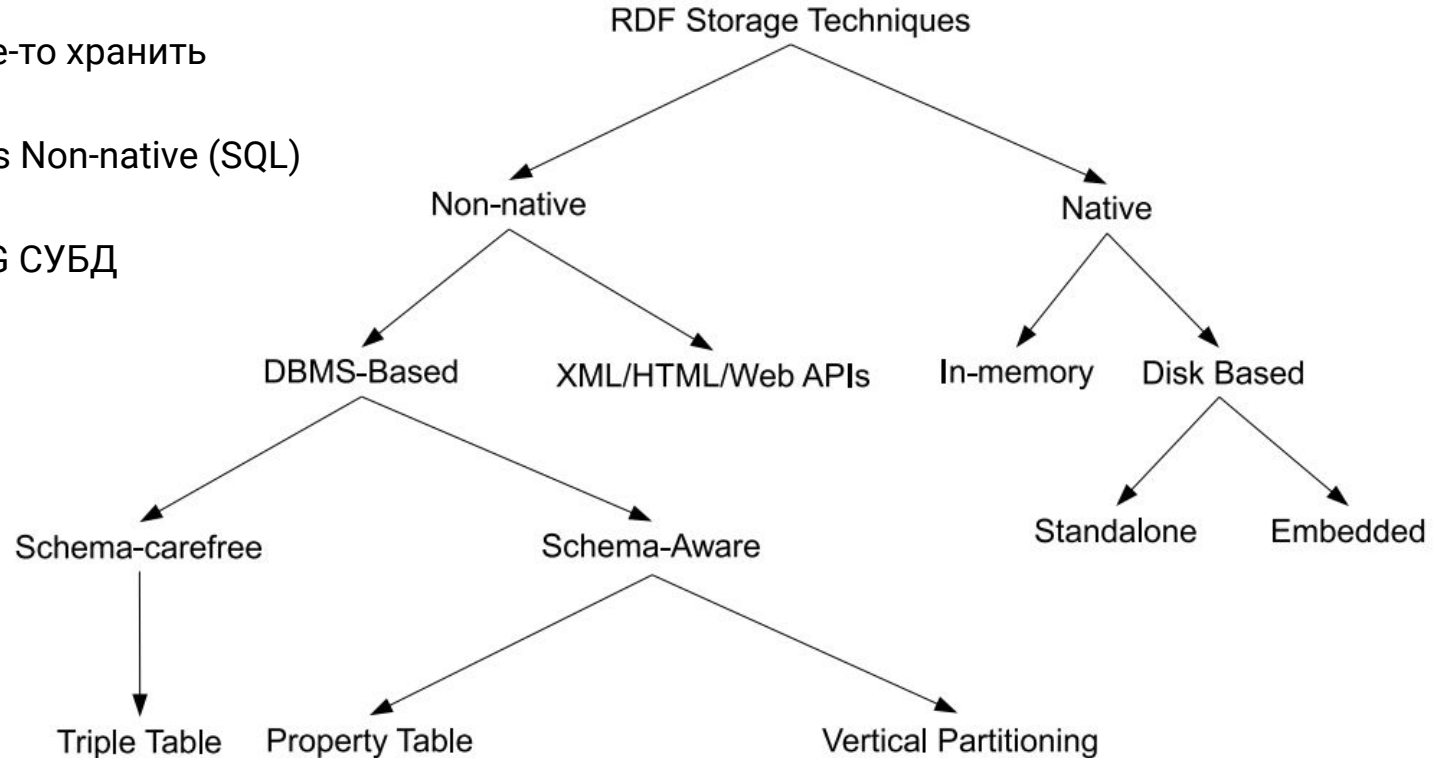 RDF Storage Techniques
е-то хранить
s Non-native (SQL)
G СУБД
Non-native
Native
DBMS-Based
XML/HTML/Web APIs
In-memory
Disk Based
Schema-carefree
Schema-Aware
Standalone
Embedded
Triple Table
Property Table
Vertical Partitioning